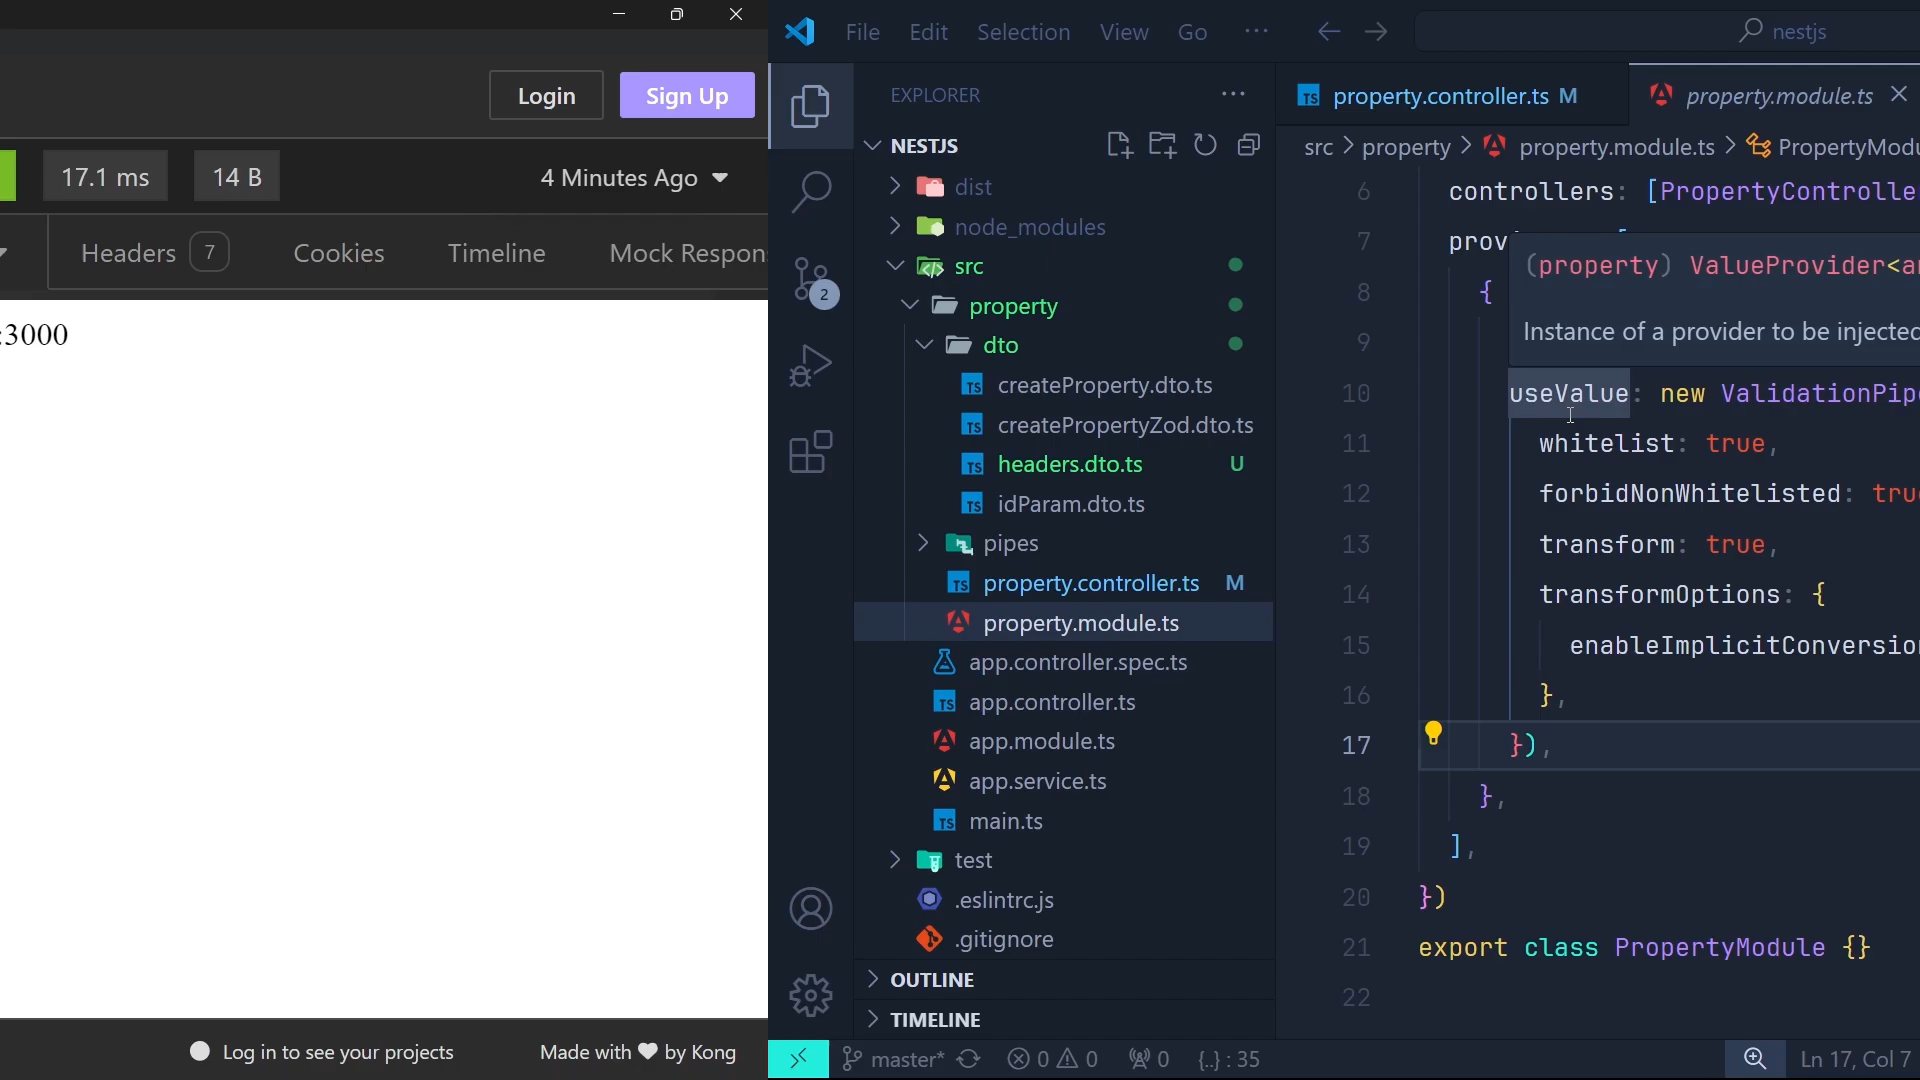 Login
Sign Up
17.1 ms
14 B
4 Minutes Ago
Headers 7
Cookies
Timeline
Mock Respon
:3000
Log in to see your projects
Made with ❤ by Kong
File Edit Selection View Go ···
nestjs
EXPLORER
NESTJS
dist
node_modules
src
property
dto
createProperty.dto.ts
createPropertyZod.dto.ts
headers.dto.ts U
idParam.dto.ts
pipes
property.controller.ts M
property.module.ts
app.controller.spec.ts
app.controller.ts
app.module.ts
app.service.ts
main.ts
test
.eslintrc.js
.gitignore
OUTLINE
TIMELINE
2
property.controller.ts M
property.module.ts
src > property > property.module.ts > PropertyModu
6 controllers: [PropertyControlle
7 prov
(property) ValueProvider<a
Instance of a provider to be injected
8 {
9
10 useValue: new ValidationPip
11 whitelist: true,
12 forbidNonWhitelisted: tru
13 transform: true,
14 transformOptions: {
15 enableImplicitConversio
16 },
17 }),
18 },
19 ],
20 })
21 export class PropertyModule {}
22
master* 0 0 0 {..} : 35
Ln 17, Col 7